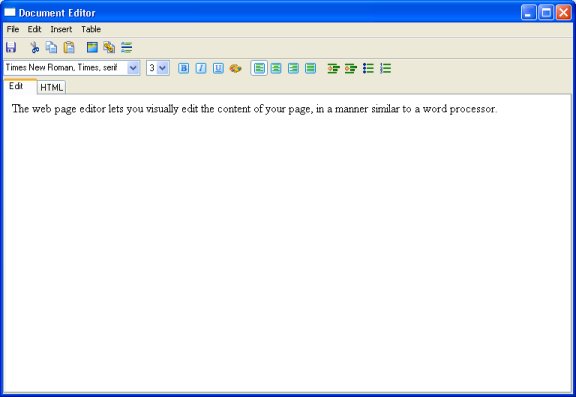 Document Editor
File Edit Insert Table
Times New Roman, Times, serif 3 B I U
Edit HTML
The web page editor lets you visually edit the content of your page, in a manner similar to a word processor.